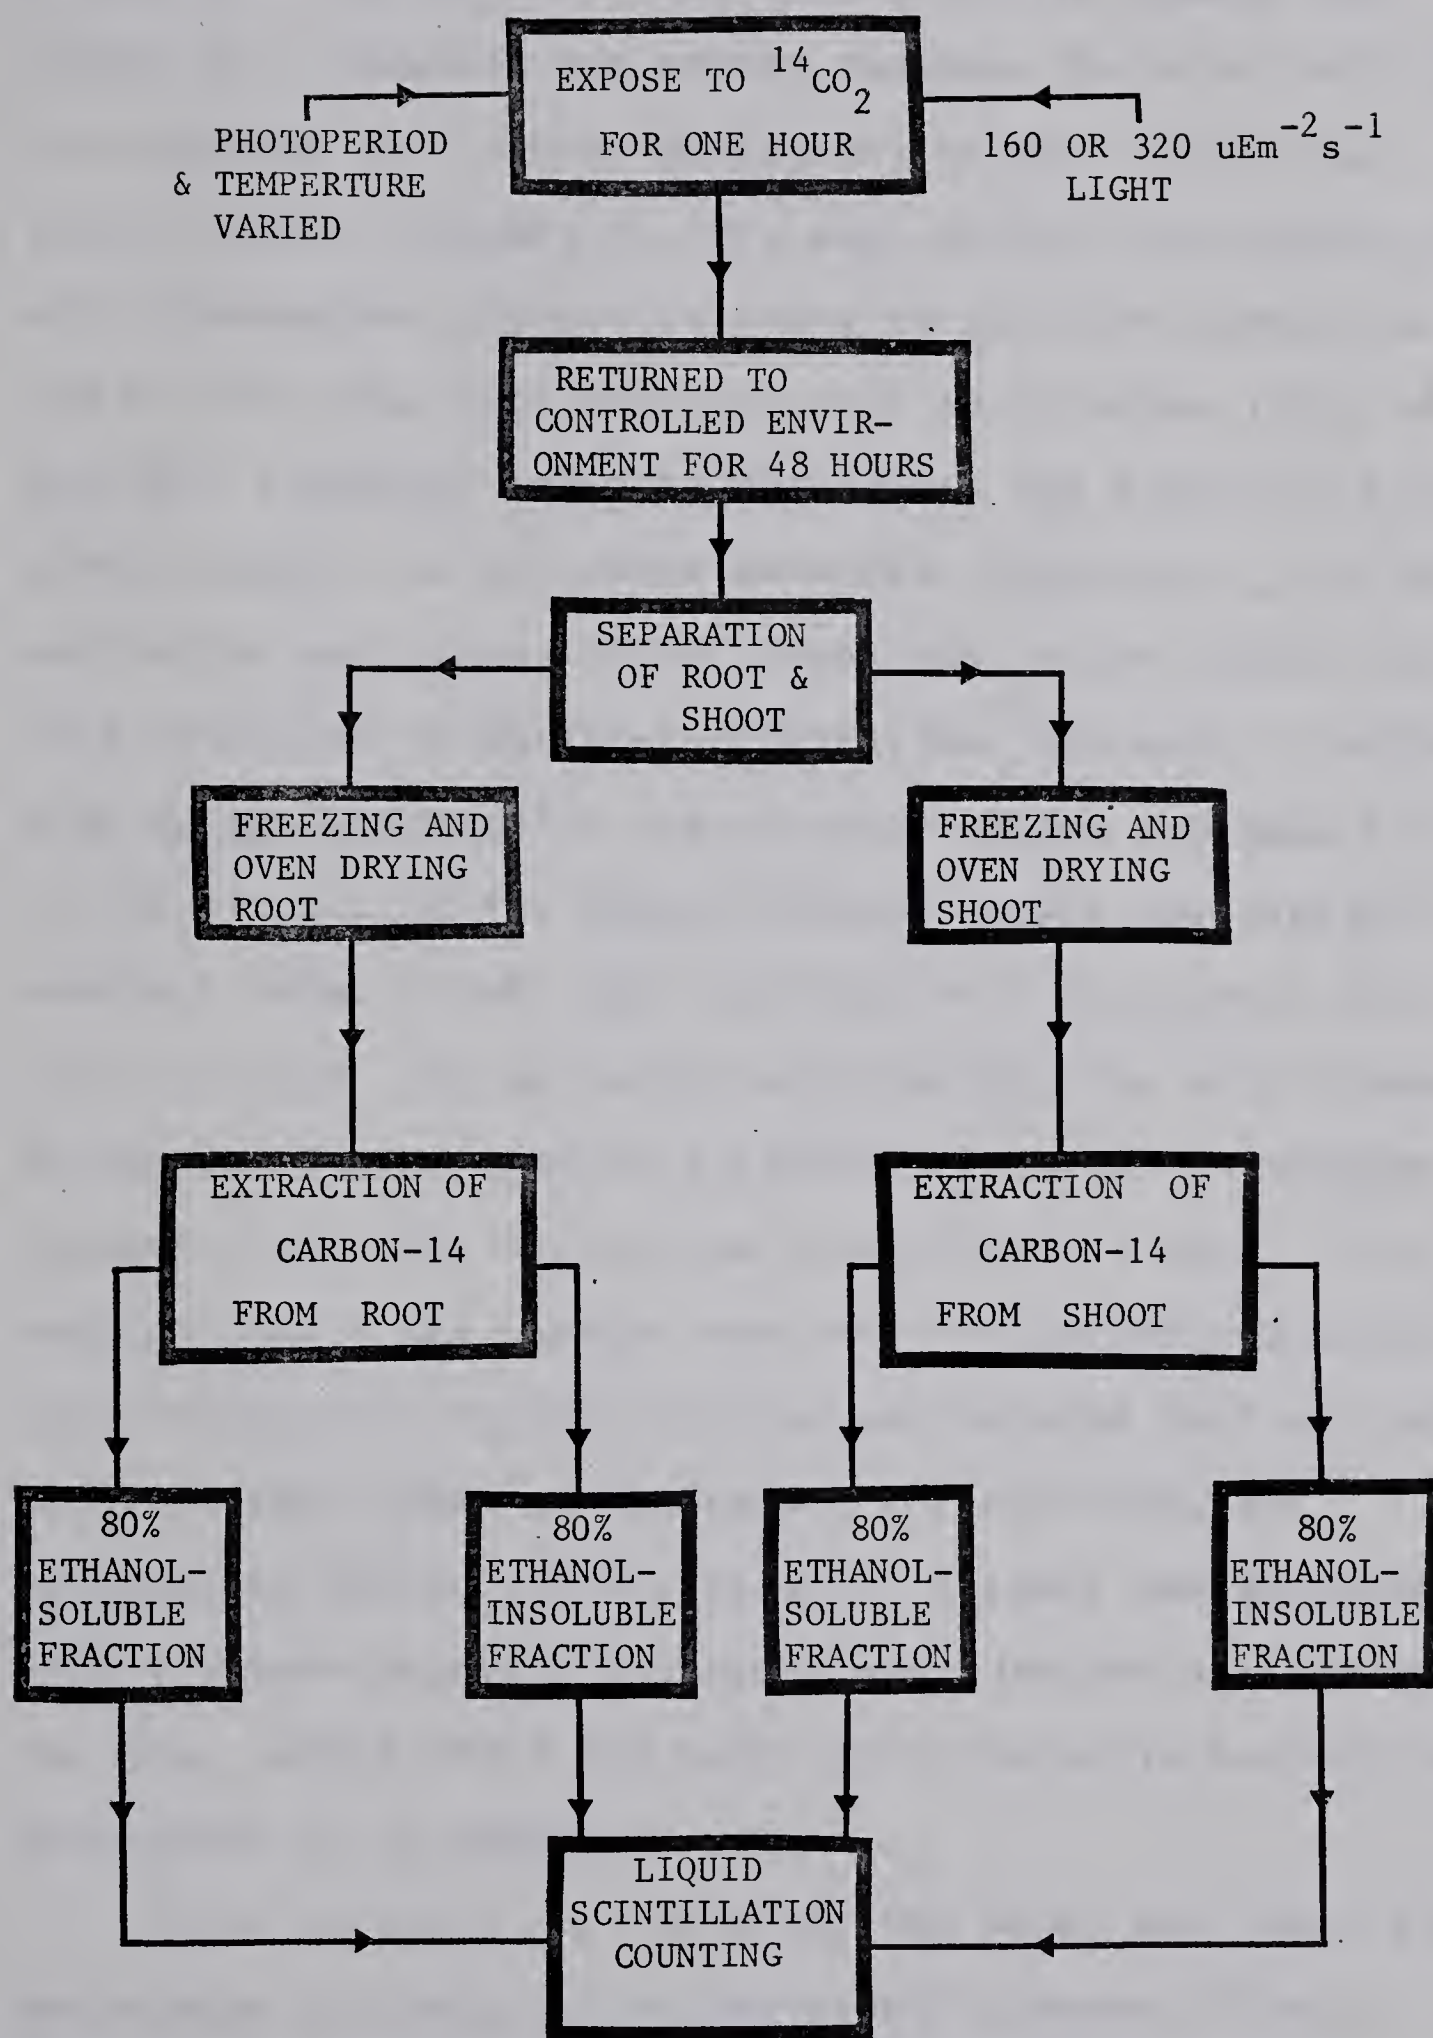 EXPOSE TO ¹⁴CO₂
FOR ONE HOUR
PHOTOPERIOD
& TEMPERTURE
VARIED
160 OR 320 uEm⁻²s⁻¹
LIGHT
RETURNED TO
CONTROLLED ENVIR-
ONMENT FOR 48 HOURS
SEPARATION
OF ROOT &
SHOOT
FREEZING AND
OVEN DRYING
ROOT
FREEZING AND
OVEN DRYING
SHOOT
EXTRACTION OF
CARBON-14
FROM ROOT
EXTRACTION OF
CARBON-14
FROM SHOOT
80%
ETHANOL-
SOLUBLE
FRACTION
80%
ETHANOL-
INSOLUBLE
FRACTION
80%
ETHANOL-
SOLUBLE
FRACTION
80%
ETHANOL-
INSOLUBLE
FRACTION
LIQUID
SCINTILLATION
COUNTING